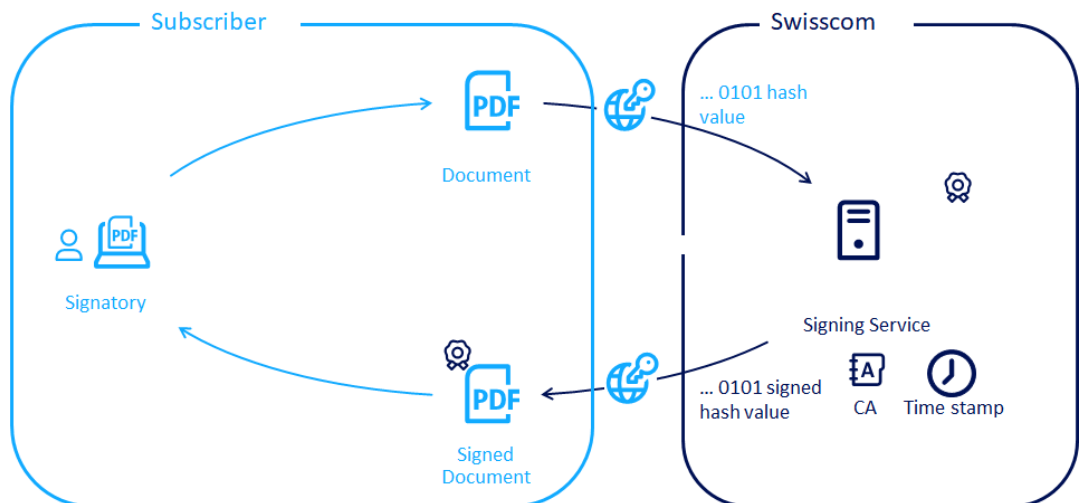 Subscriber
Swisscom
PDF
Document
... 0101 hash
value
PDF
Signatory
Signing Service
PDF
Signed
Document
... 0101 signed
hash value
A
CA
Time stamp